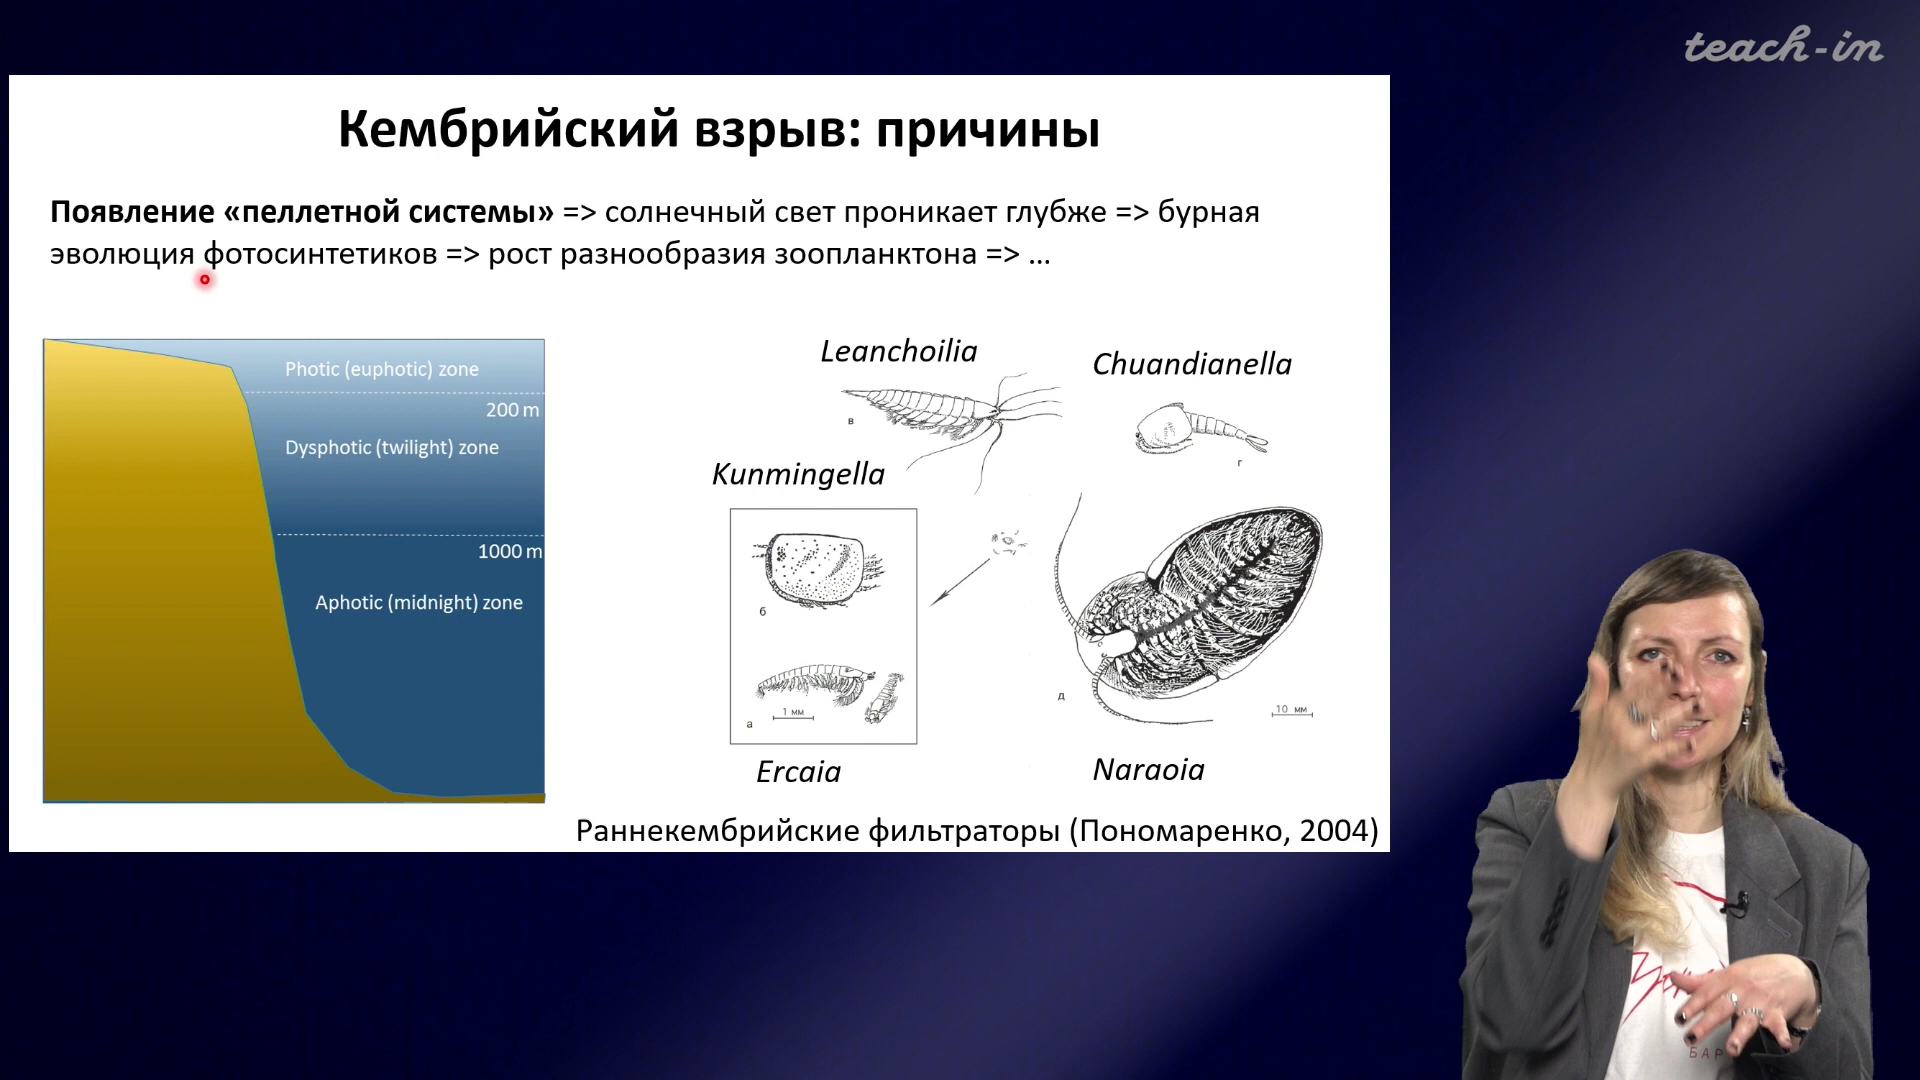 teach-in
Кембрийский взрыв: причины
Появление «пеллетной системы» => солнечный свет проникает глубже => бурная
эволюция фотосинтетиков => рост разнообразия зоопланктона => ...
Photic (euphotic) zone
200 m
Dysphotic (twilight) zone
1000 m
Aphotic (midnight) zone
Leanchoilia
Chuandianella
в
г
Kunmingella
б
1 мм
а
д
10 мм
Ercaia
Naraoia
Раннекембрийские фильтраторы (Пономаренко, 2004)
БАР